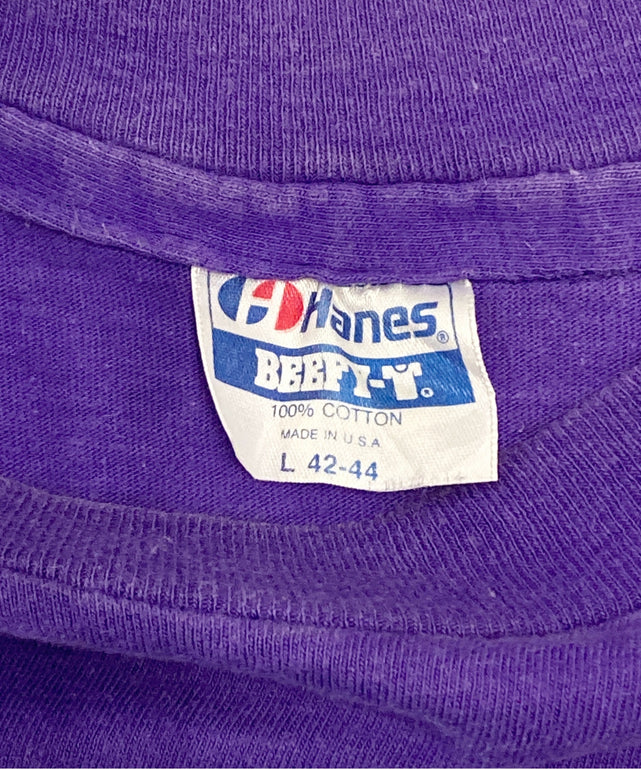 Hanes®
BEEFY-T®
100% COTTON
MADE IN U.S.A
L 42-44